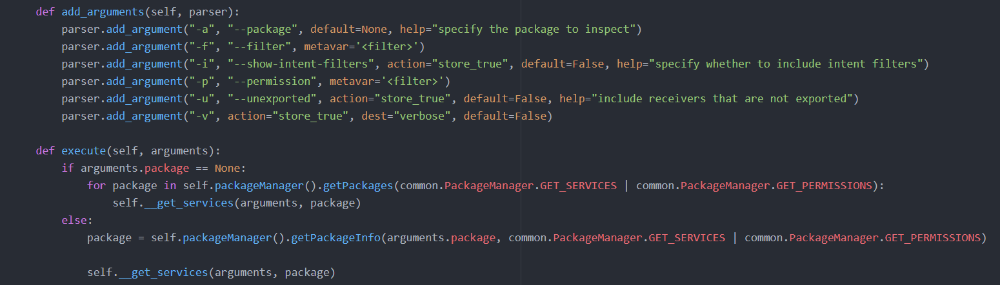 def add_arguments(self, parser):
    parser.add_argument("-a", "--package", default=None, help="specify the package to inspect")
    parser.add_argument("-f", "--filter", metavar='<filter>')
    parser.add_argument("-i", "--show-intent-filters", action="store_true", default=False, help="specify whether to include intent filters")
    parser.add_argument("-p", "--permission", metavar='<filter>')
    parser.add_argument("-u", "--unexported", action="store_true", default=False, help="include receivers that are not exported")
    parser.add_argument("-v", action="store_true", dest="verbose", default=False)

def execute(self, arguments):
    if arguments.package == None:
        for package in self.packageManager().getPackages(common.PackageManager.GET_SERVICES | common.PackageManager.GET_PERMISSIONS):
            self.__get_services(arguments, package)
    else:
        package = self.packageManager().getPackageInfo(arguments.package, common.PackageManager.GET_SERVICES | common.PackageManager.GET_PERMISSIONS)

        self.__get_services(arguments, package)